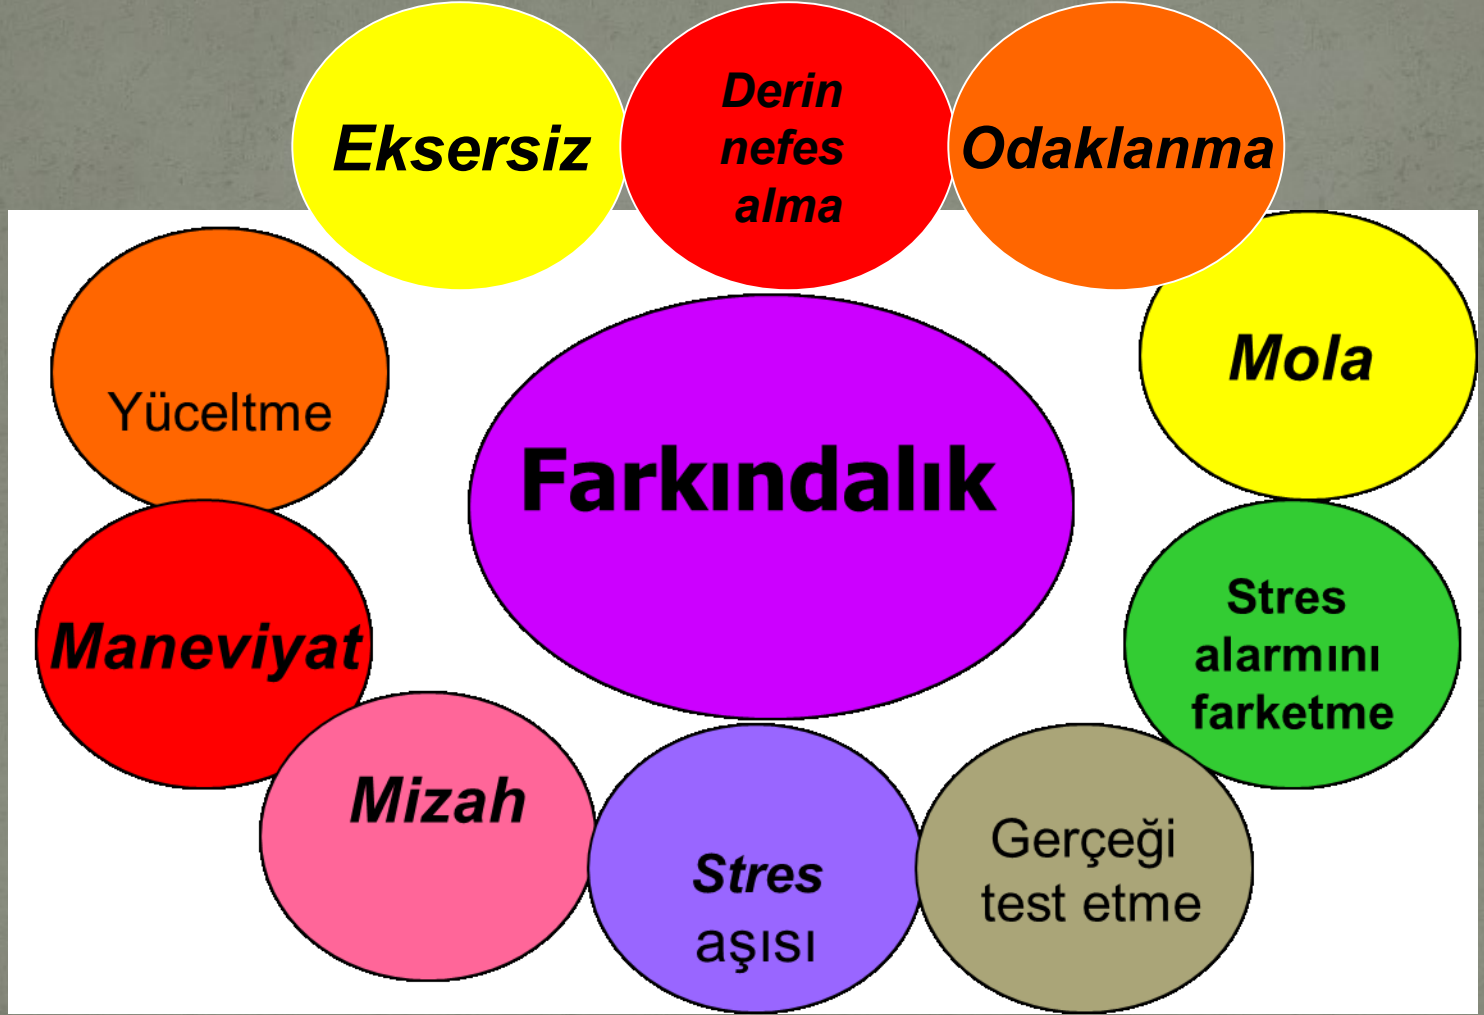 Eksersiz
Derin
nefes
alma
Odaklanma
Mola
Yüceltme
Farkındalık
Stres
alarmını
farketme
Maneviyat
Mizah
Stres
aşısı
Gerçeği
test etme